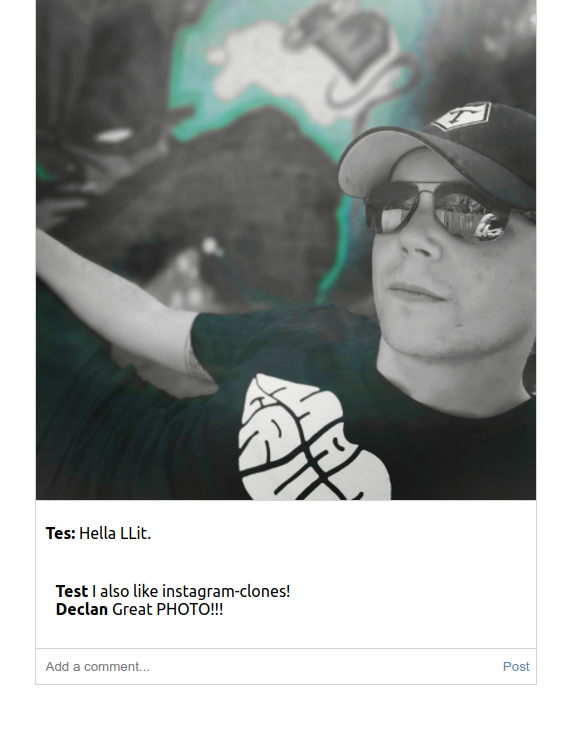 T
Tes: Hella LLit.
Test I also like instagram-clones!
Declan Great PHOTO!!!
Add a comment...
Post